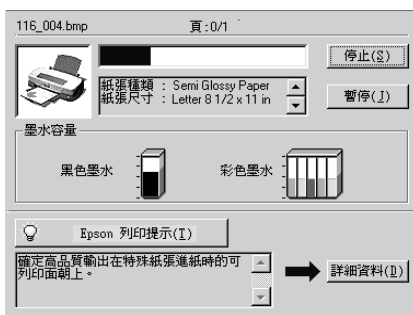 116_004.bmp 頁:0/1
停止(S)
紙張種類 : Semi Glossy Paper
紙張尺寸 : Letter 8 1/2 x 11 in
暫停(J)
墨水容量
黑色墨水 彩色墨水
Epson 列印提示(T)
確定高品質輸出在特殊紙張進紙時的可
列印面朝上。
詳細資料(D)